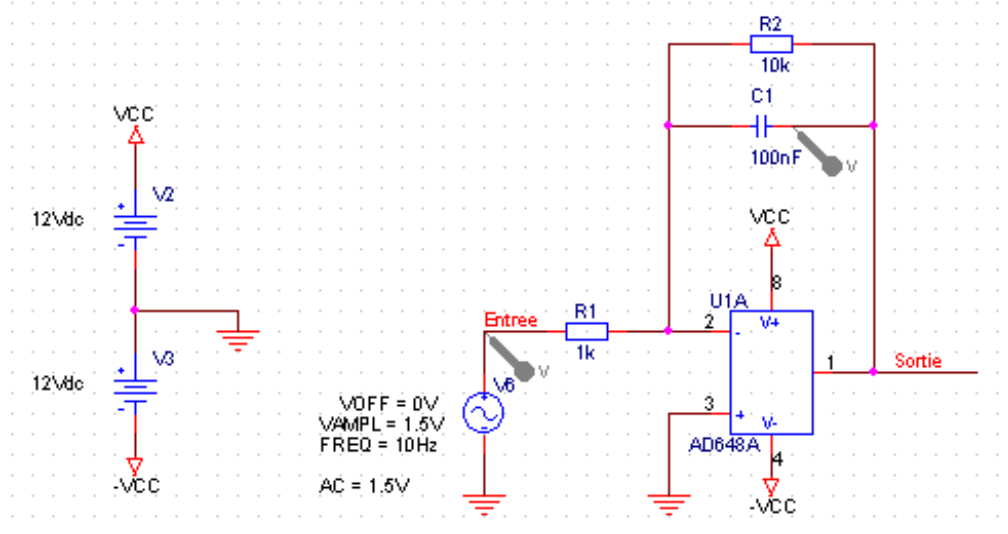 VCC
+
V2
12Vdc
-
+
V3
12Vdc
-
-VCC
R2
10k
C1
100nF
V
VCC
8
U1A
V+
Entree
R1
1k
2
-
1
Sortie
V
V6
+
-
VOFF = 0V
VAMPL = 1.5V
FREQ = 10Hz
AC = 1.5V
3
+
V-
AD648A
4
-VCC